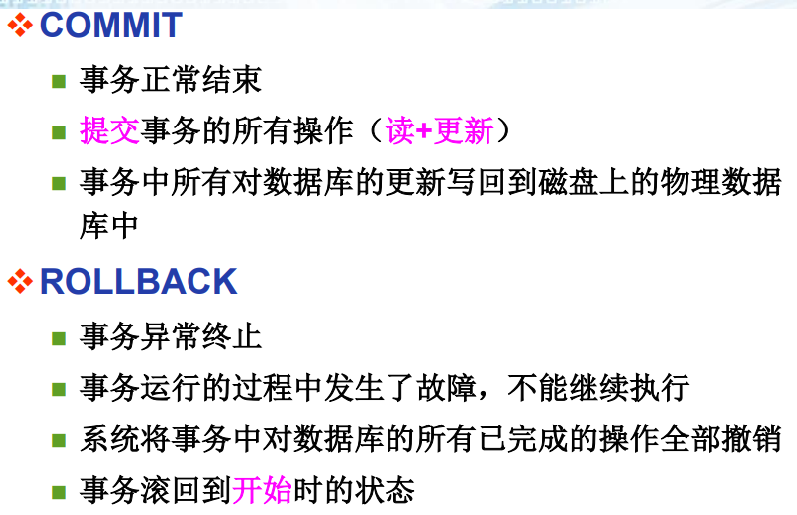 COMMIT
事务正常结束
提交事务的所有操作（读+更新）
事务中所有对数据库的更新写回到磁盘上的物理数据
库中
ROLLBACK
事务异常终止
事务运行的过程中发生了故障，不能继续执行
系统将事务中对数据库的所有已完成的操作全部撤销
事务滚回到开始时的状态